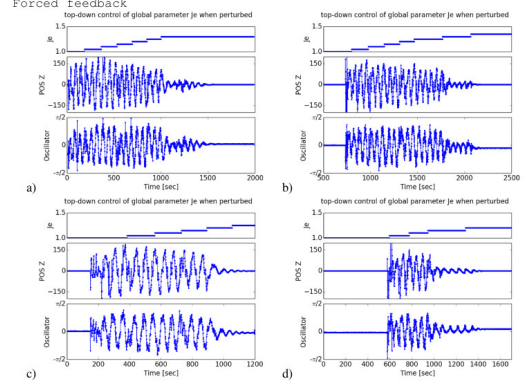 Forced feedback
top-down control of global parameter Je when perturbed
top-down control of global parameter Je when perturbed
1.5
Je
1.0
1.5
Je
1.0
150
POS Z
0
−150
150
POS Z
0
−150
π/2
Oscillator
0
−π/2
π/2
Oscillator
0
−π/2
0 500 1000 1500 2000
500 1000 1500 2000 2500
a) Time [sec]
b) Time [sec]
top-down control of global parameter Je when perturbed
top-down control of global parameter Je when perturbed
1.5
Je
1.0
1.5
Je
1.0
150
POS Z
0
−150
150
POS Z
0
−150
π/2
Oscillator
0
−π/2
π/2
Oscillator
0
−π/2
0 200 400 600 800 1000 1200
0 200 400 600 800 1000 1200 1400 1600
c) Time [sec]
d) Time [sec]